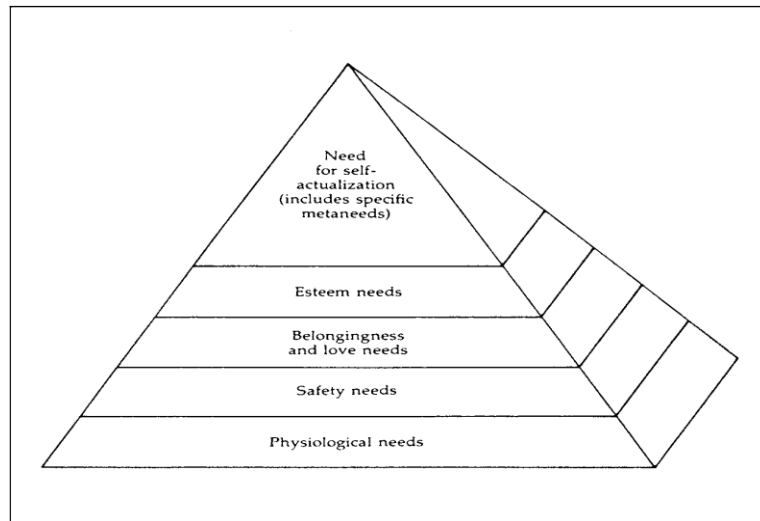 Need
for self-
actualization
(includes specific
metaneeds)
Esteem needs
Belongingness
and love needs
Safety needs
Physiological needs